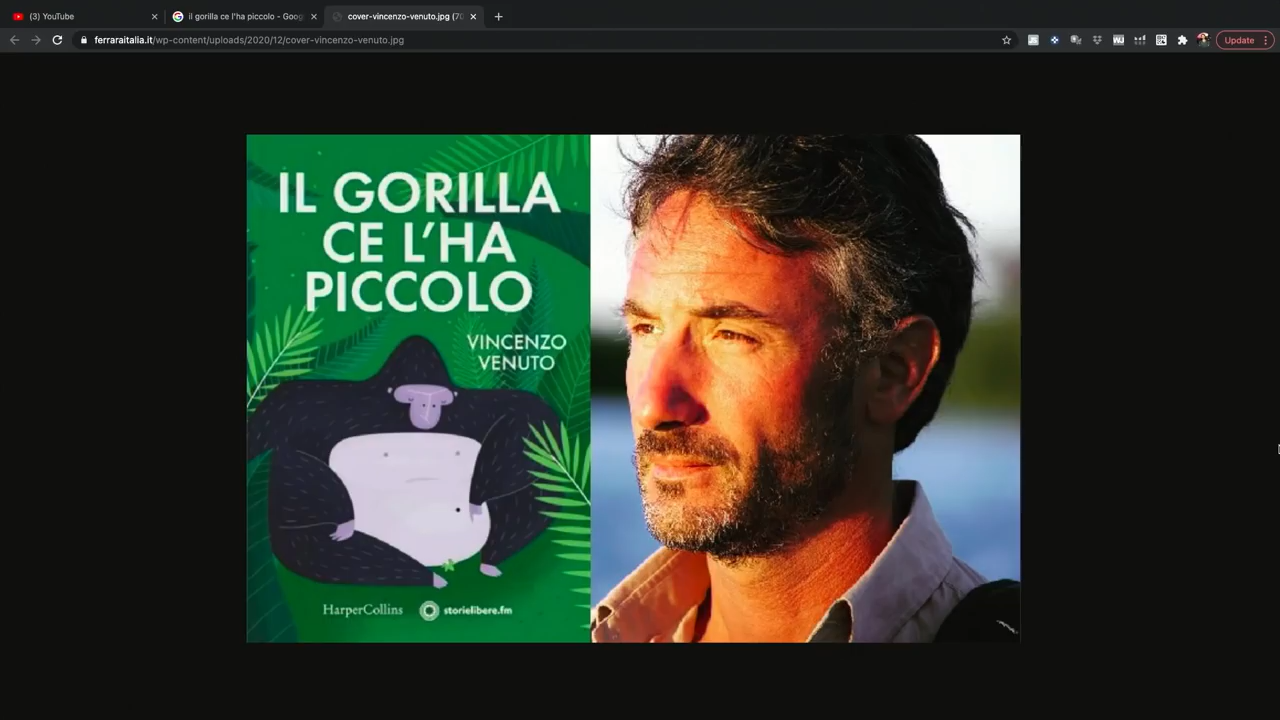 (3) YouTube
il gorilla ce l'ha piccolo - Goog
cover-vincenzo-venuto.jpg (70
ferraraitalia.it/wp-content/uploads/2020/12/cover-vincenzo-venuto.jpg
Update
IL GORILLA
CE L'HA
PICCOLO
VINCENZO
VENUTO
HarperCollins
storielibere.fm